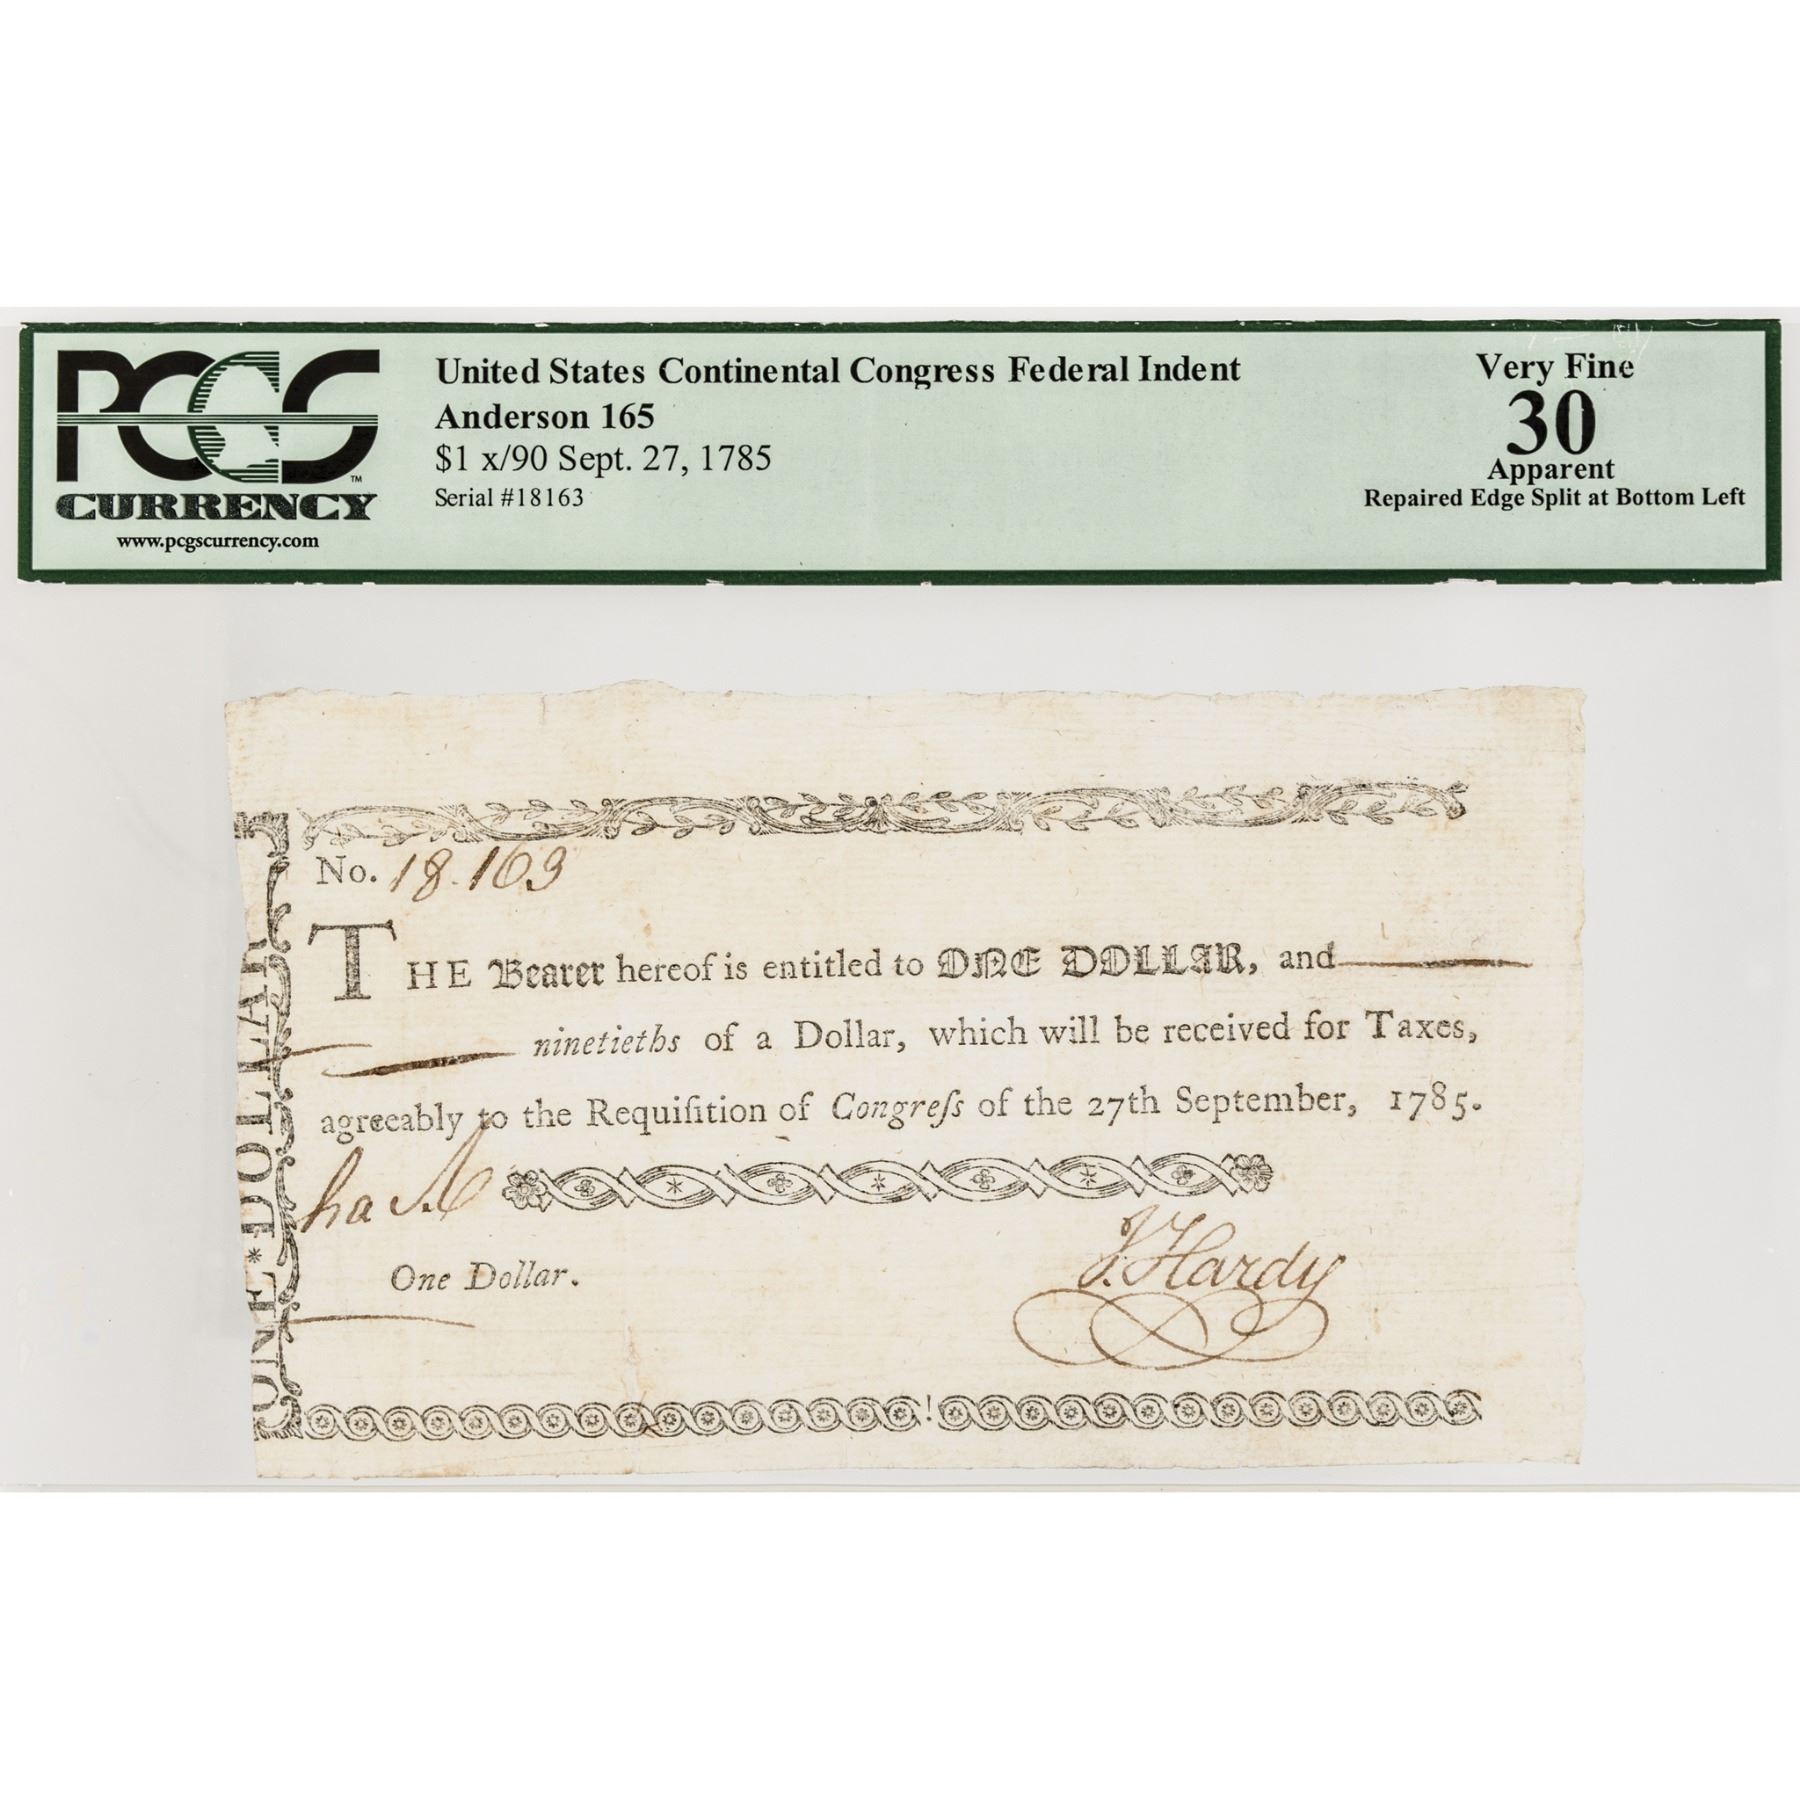 PCGS™
CURRENCY
www.pcgscurrency.com
United States Continental Congress Federal Indent
Anderson 165
$1 x/90 Sept. 27, 1785
Serial #18163
Very Fine
30
Apparent
Repaired Edge Split at Bottom Left
ONE*DOLLAR
No. 18.163
THE Bearer hereof is entitled to ONE DOLLAR, and
ninetieths of a Dollar, which will be received for Taxes,
agreeably to the Requiſition of Congreſs of the 27th September, 1785.
One Dollar.
J. Hardy
!